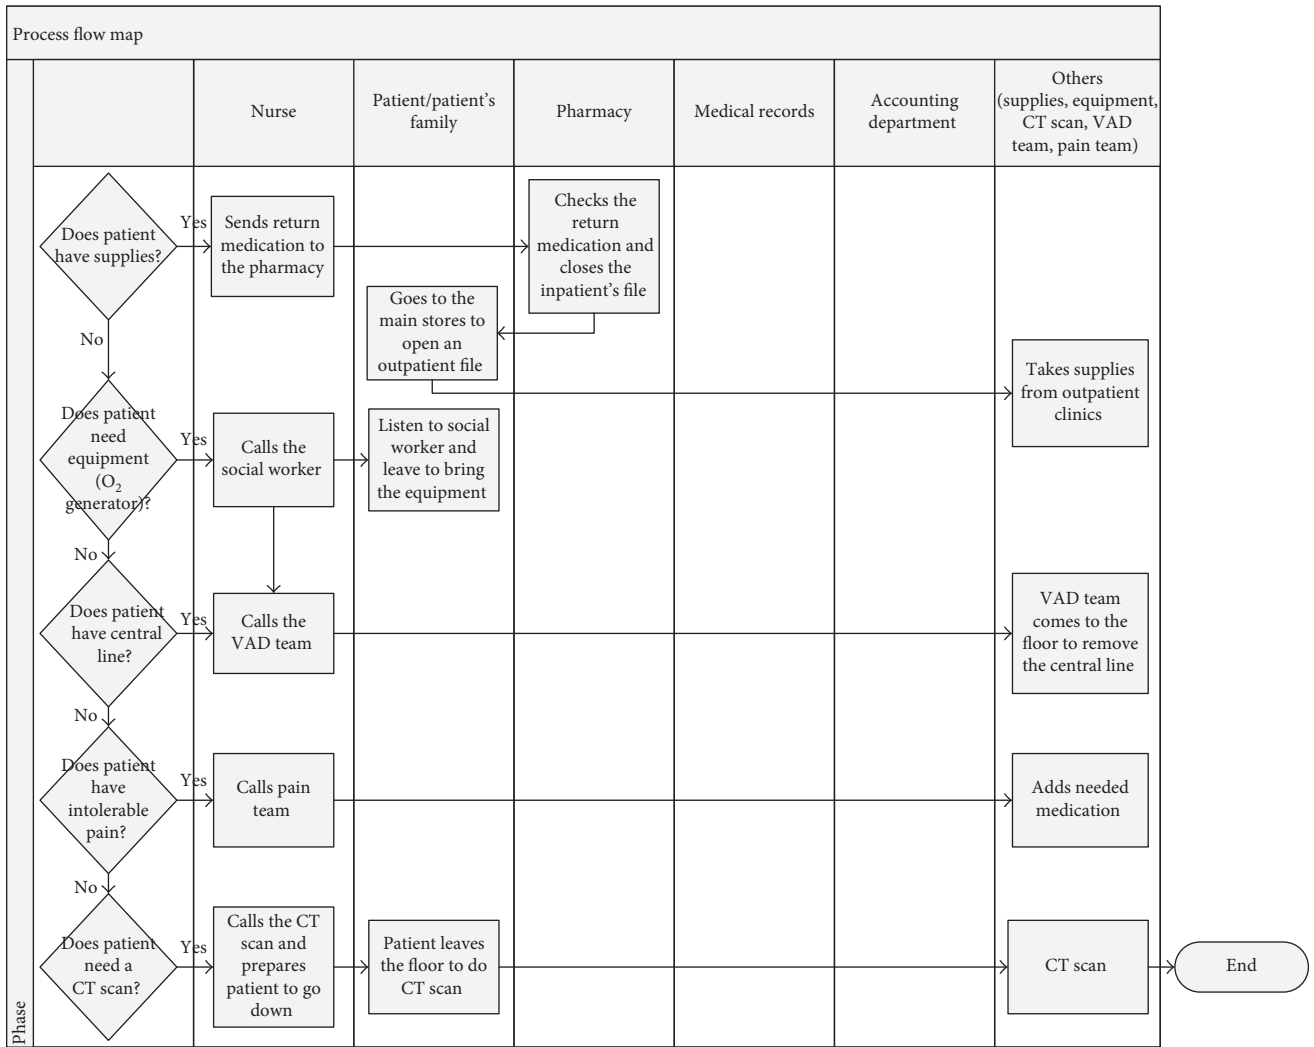 Process flow map
Phase
Nurse
Patient/patient's
family
Pharmacy
Medical records
Accounting
department
Others
(supplies, equipment,
CT scan, VAD
team, pain team)
Does patient
have supplies?
Yes
Sends return
medication to
the pharmacy
Checks the
return
medication and
closes the
inpatient's file
Goes to the
main stores to
open an
outpatient file
Takes supplies
from outpatient
clinics
No
Does patient
need
equipment
(O2
generator)?
Yes
Calls the
social worker
Listen to social
worker and
leave to bring
the equipment
No
Does patient
have central
line?
Yes
Calls the
VAD team
VAD team
comes to the
floor to remove
the central line
No
Does patient
have
intolerable
pain?
Yes
Calls pain
team
Adds needed
medication
No
Does patient
need a
CT scan?
Yes
Calls the CT
scan and
prepares
patient to go
down
Patient leaves
the floor to do
CT scan
CT scan
End